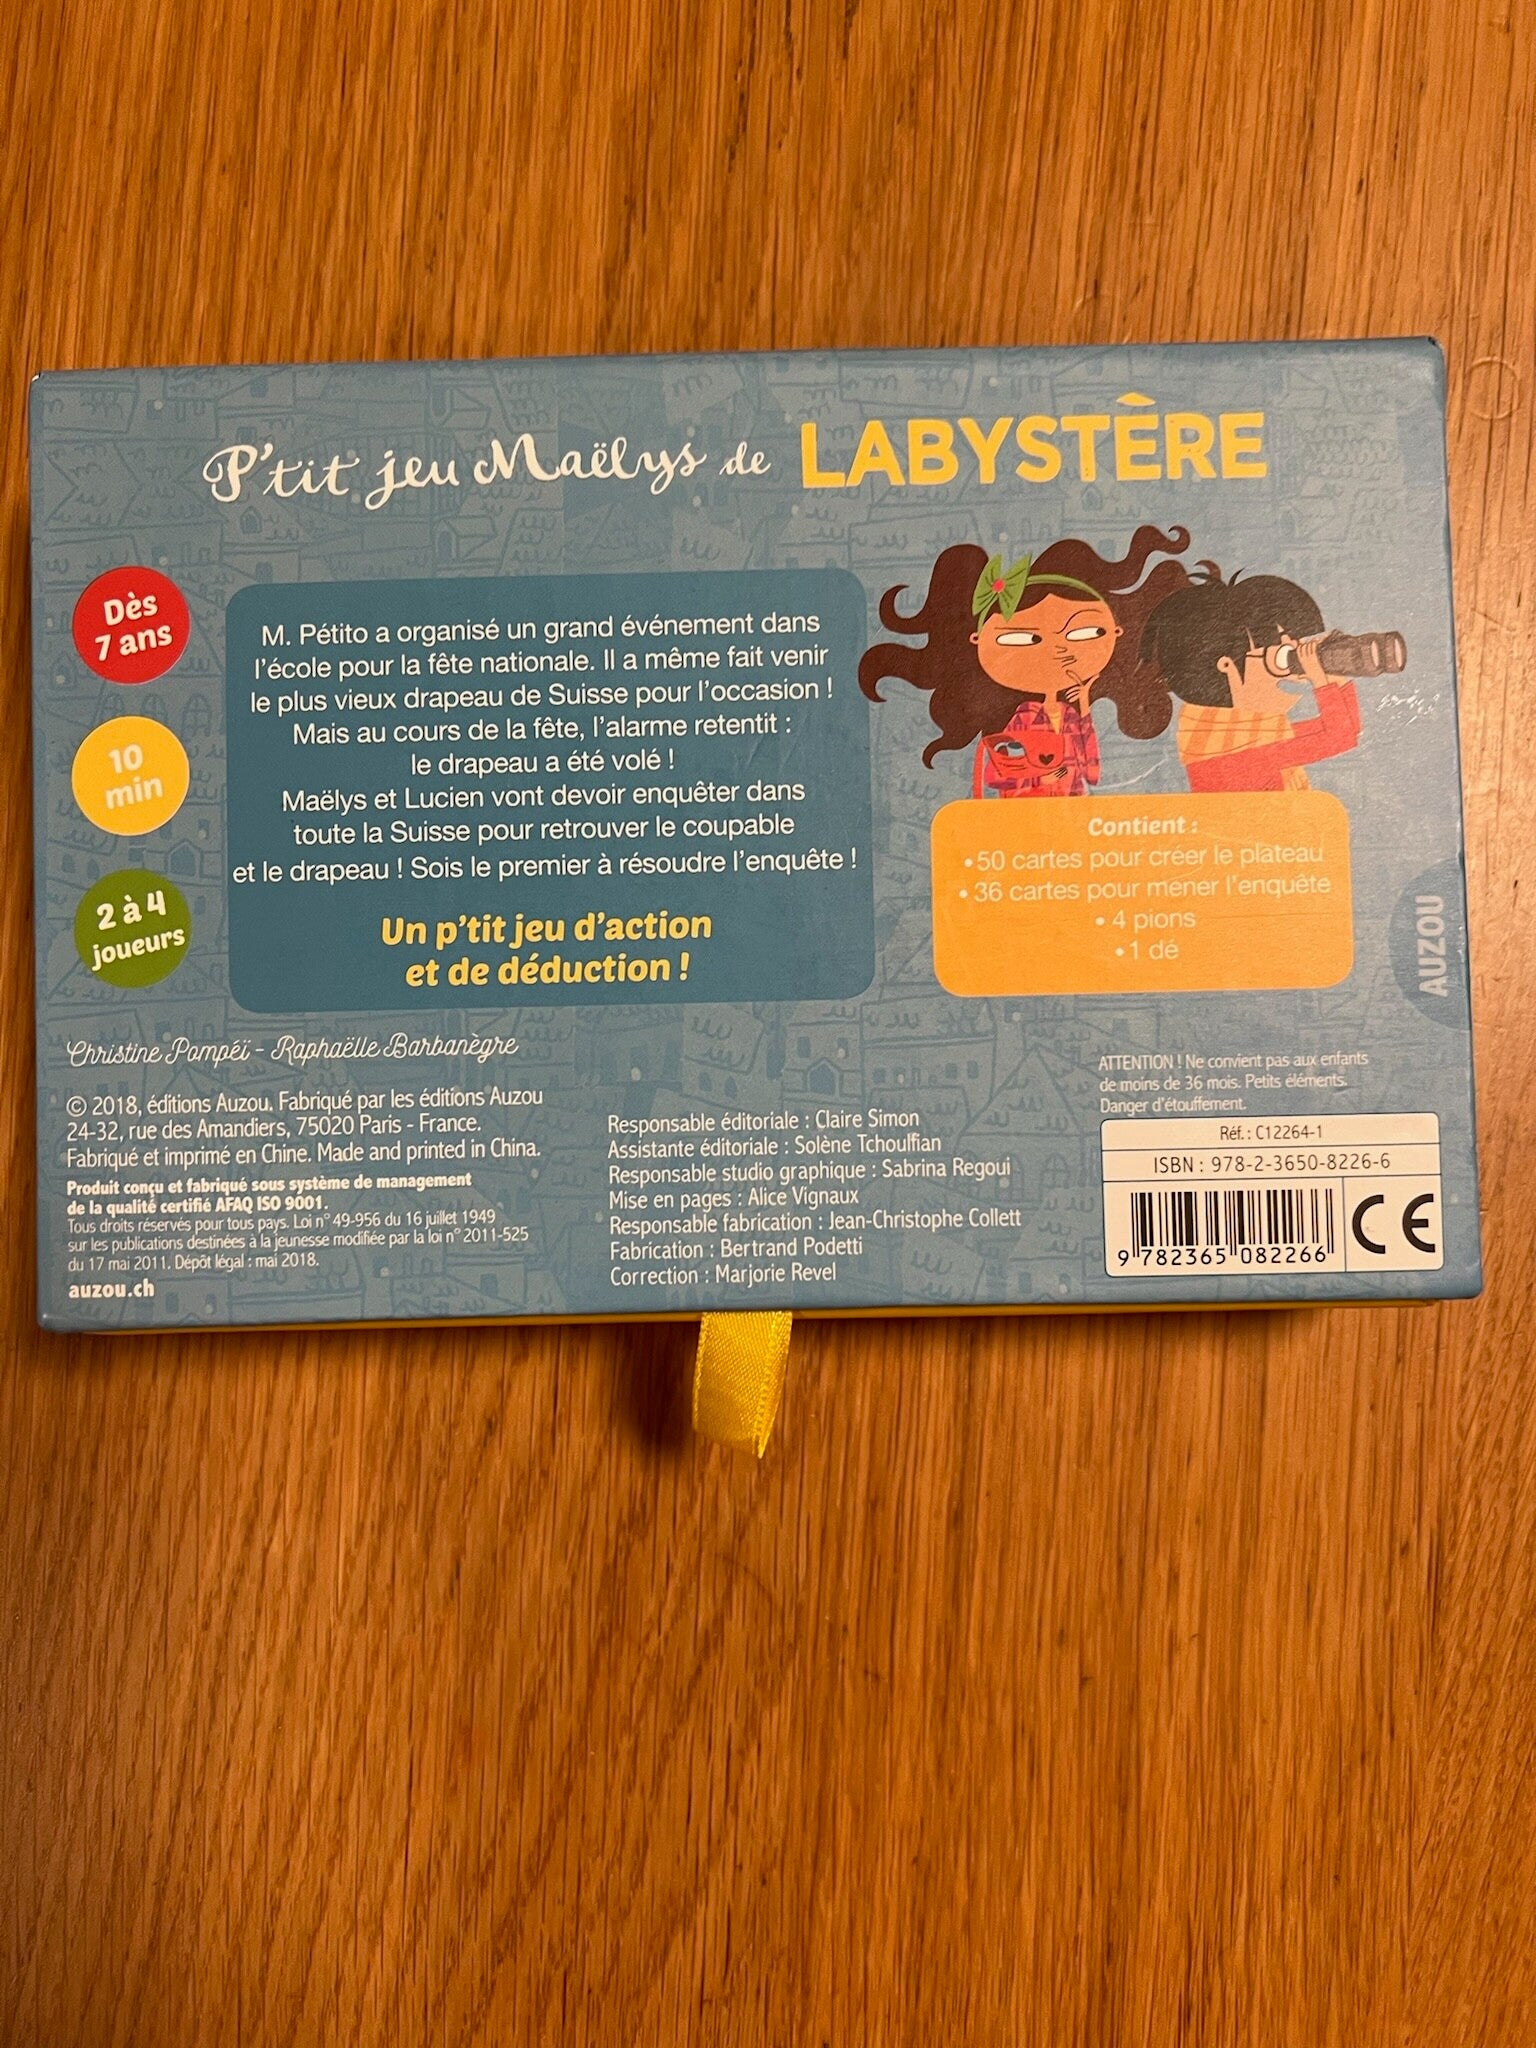 P'tit jeu Maëlys de LABYSTÈRE
Dès
7 ans
10
min
2 à 4
joueurs
M. Pétito a organisé un grand événement dans
l'école pour la fête nationale. Il a même fait venir
le plus vieux drapeau de Suisse pour l'occasion !
Mais au cours de la fête, l'alarme retentit :
le drapeau a été volé !
Maëlys et Lucien vont devoir enquêter dans
toute la Suisse pour retrouver le coupable
et le drapeau ! Sois le premier à résoudre l'enquête !
Un p'tit jeu d'action
et de déduction !
Contient :
• 50 cartes pour créer le plateau
• 36 cartes pour mener l'enquête
• 4 pions
• 1 dé
AUZOU
Christine Pompéï - Raphaëlle Barbanègre
© 2018, éditions Auzou. Fabriqué par les éditions Auzou
24-32, rue des Amandiers, 75020 Paris - France.
Fabriqué et imprimé en Chine. Made and printed in China.
Produit conçu et fabriqué sous système de management
de la qualité certifié AFAQ ISO 9001.
Tous droits réservés pour tous pays. Loi n° 49-956 du 16 juillet 1949
sur les publications destinées à la jeunesse modifiée par la loi n° 2011-525
du 17 mai 2011. Dépôt légal : mai 2018.
auzou.ch
Responsable éditoriale : Claire Simon
Assistante éditoriale : Solène Tchoulfian
Responsable studio graphique : Sabrina Regoui
Mise en pages : Alice Vignaux
Responsable fabrication : Jean-Christophe Collett
Fabrication : Bertrand Podetti
Correction : Marjorie Revel
ATTENTION ! Ne convient pas aux enfants
de moins de 36 mois. Petits éléments.
Danger d'étouffement.
Réf. : C12264-1
ISBN : 978-2-3650-8226-6
9 782365 082266
CE